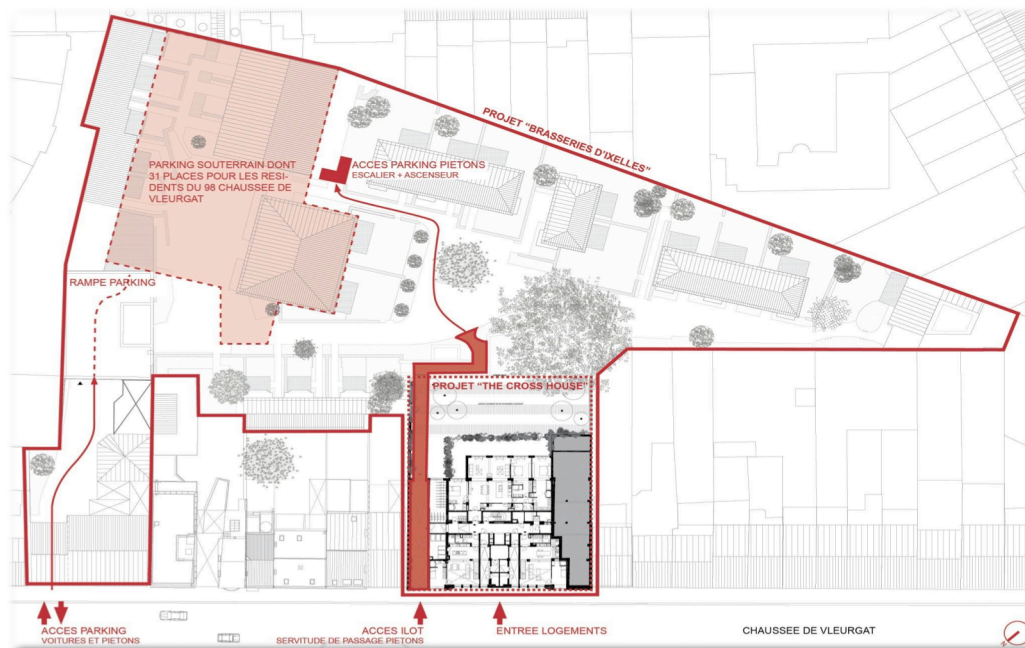 PROJET "BRASSERIES D'IXELLES"
PARKING SOUTERRAIN DONT
31 PLACES POUR LES RESI-
DENTS DU 98 CHAUSSEE DE
VLEURGAT
ACCES PARKING PIETONS
ESCALIER + ASCENSEUR
RAMPE PARKING
PROJET "THE CROSS HOUSE"
ACCES PARKING
VOITURES ET PIETONS
ACCES ILOT
SERVITUDE DE PASSAGE PIETONS
ENTREE LOGEMENTS
CHAUSSEE DE VLEURGAT
N